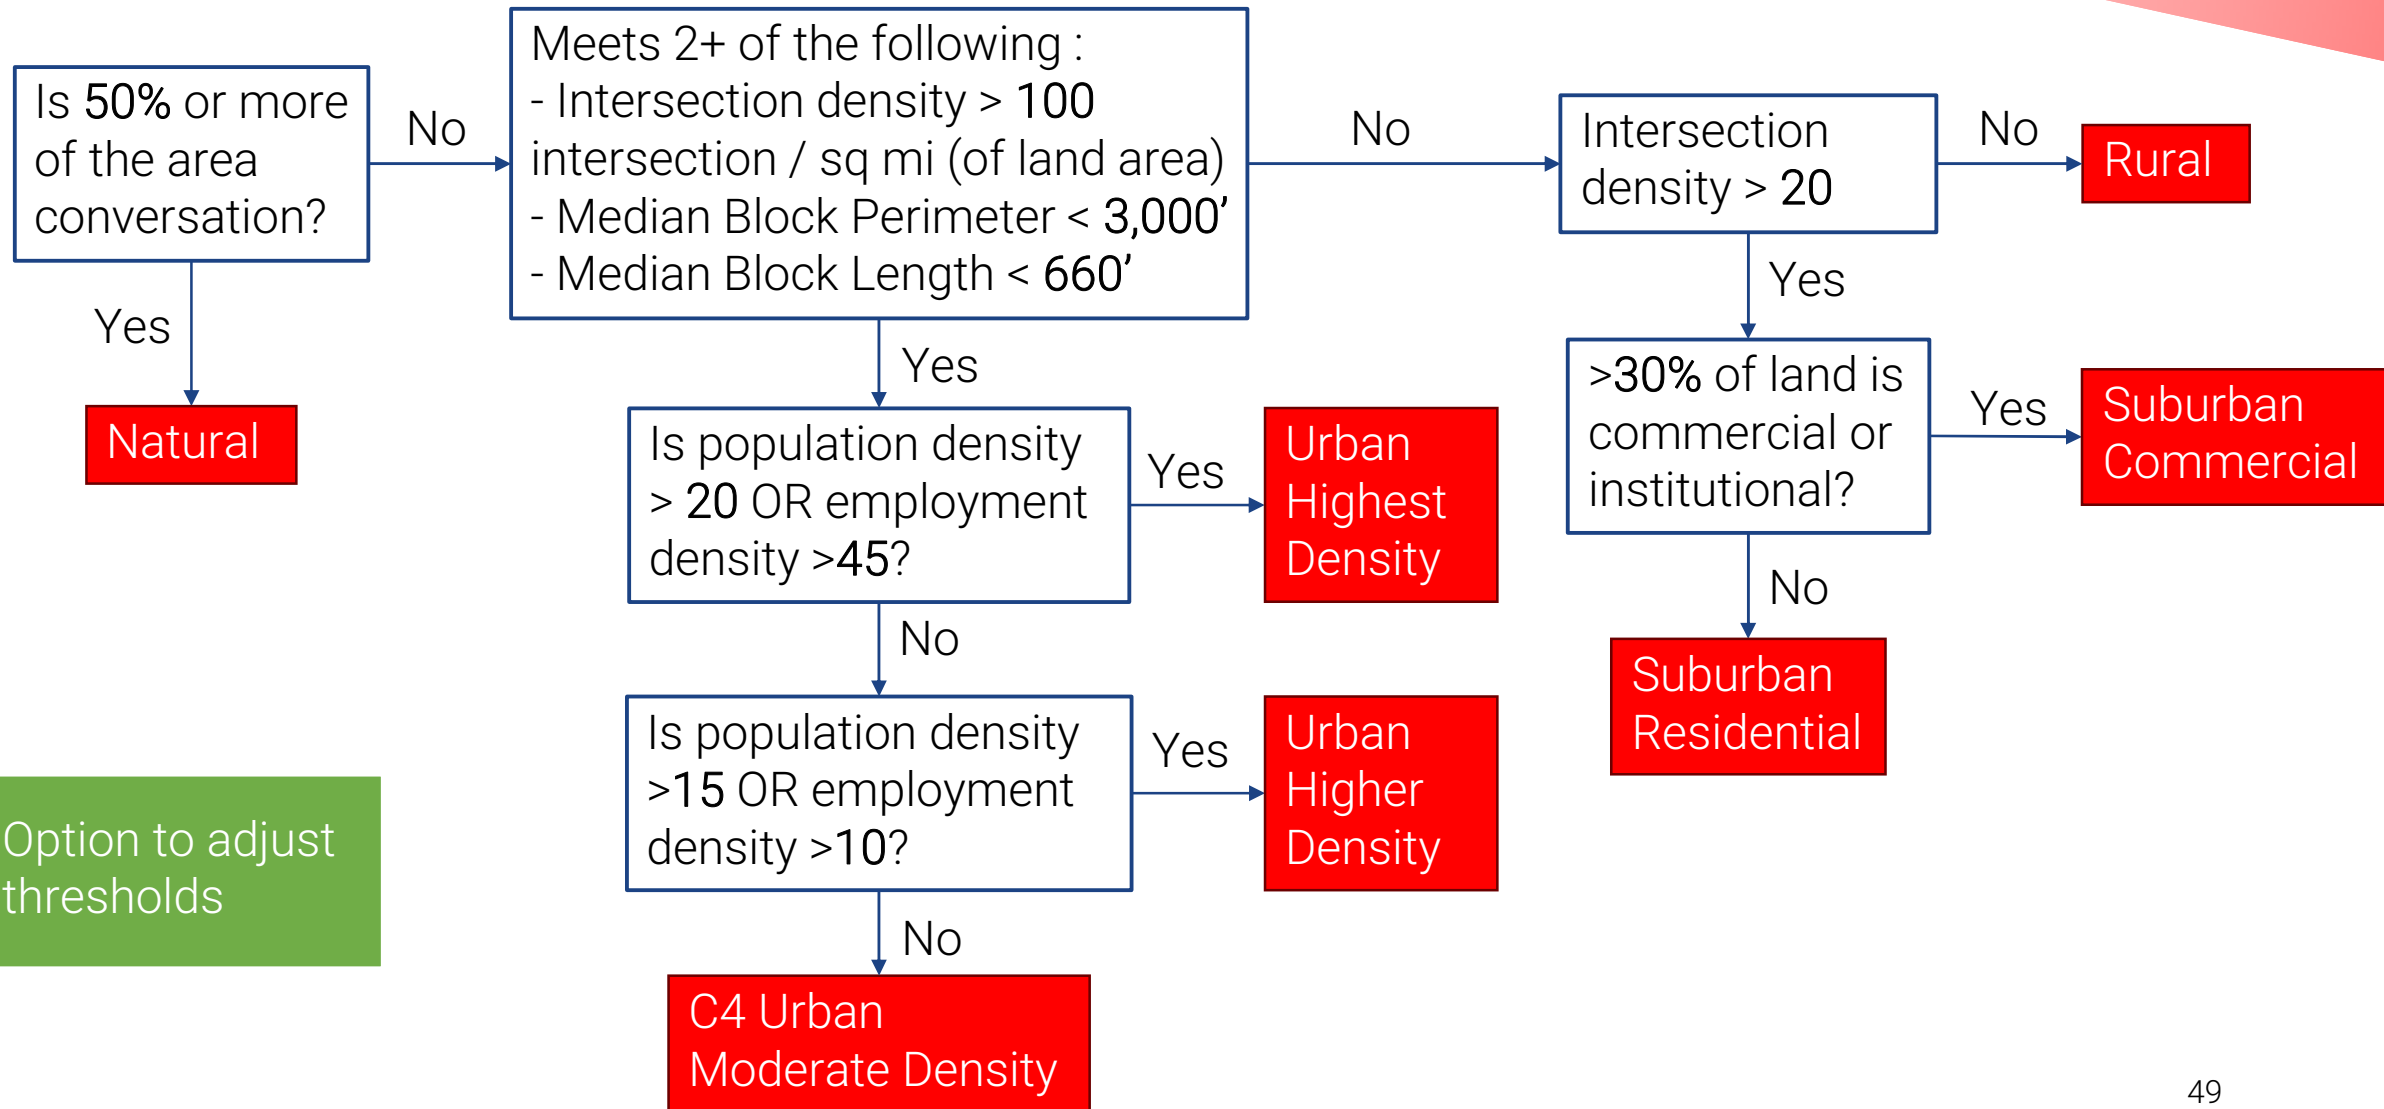 Is 50% or more
of the area
conversation?
No
Yes
Natural
Meets 2+ of the following :
- Intersection density > 100
intersection / sq mi (of land area)
- Median Block Perimeter < 3,000’
- Median Block Length < 660’
No
Yes
Intersection
density > 20
No
Rural
Yes
>30% of land is
commercial or
institutional?
Yes
Suburban
Commercial
No
Suburban
Residential
Is population density
> 20 OR employment
density >45?
Yes
Urban
Highest
Density
No
Is population density
>15 OR employment
density >10?
Yes
Urban
Higher
Density
No
C4 Urban
Moderate Density
Option to adjust
thresholds
49